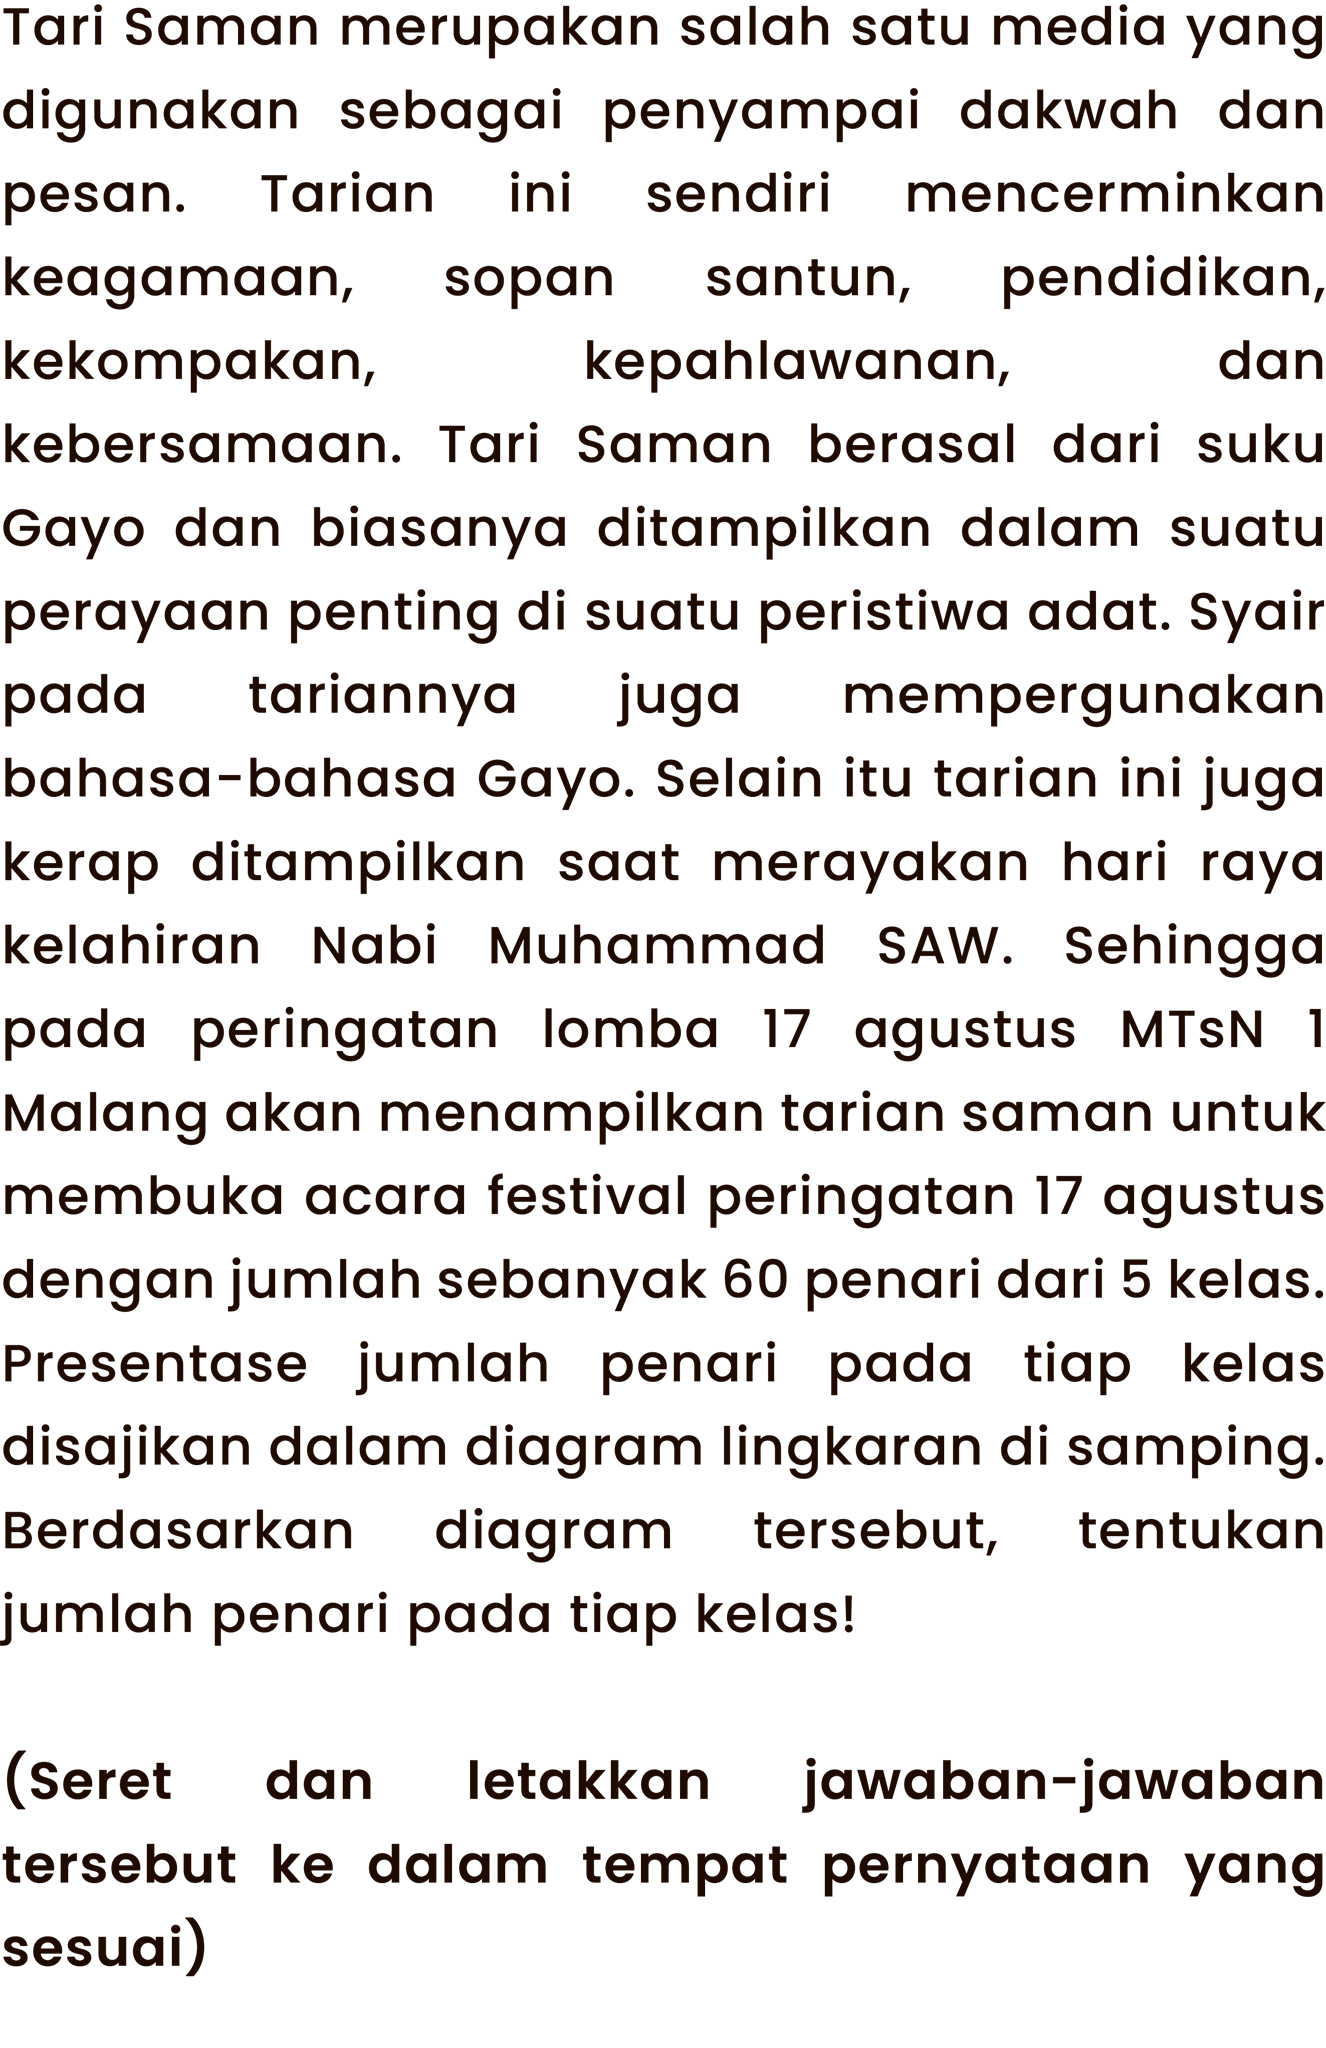 Tari Saman merupakan salah satu media yang
digunakan sebagai penyampai dakwah dan
pesan. Tarian ini sendiri mencerminkan
keagamaan, sopan santun, pendidikan,
kekompakan, kepahlawanan, dan
kebersamaan. Tari Saman berasal dari suku
Gayo dan biasanya ditampilkan dalam suatu
perayaan penting di suatu peristiwa adat. Syair
pada tariannya juga mempergunakan
bahasa-bahasa Gayo. Selain itu tarian ini juga
kerap ditampilkan saat merayakan hari raya
kelahiran Nabi Muhammad SAW. Sehingga
pada peringatan lomba 17 agustus MTsN 1
Malang akan menampilkan tarian saman untuk
membuka acara festival peringatan 17 agustus
dengan jumlah sebanyak 60 penari dari 5 kelas.
Presentase jumlah penari pada tiap kelas
disajikan dalam diagram lingkaran di samping.
Berdasarkan diagram tersebut, tentukan
jumlah penari pada tiap kelas!
(Seret dan letakkan jawaban-jawaban
tersebut ke dalam tempat pernyataan yang
sesuai)